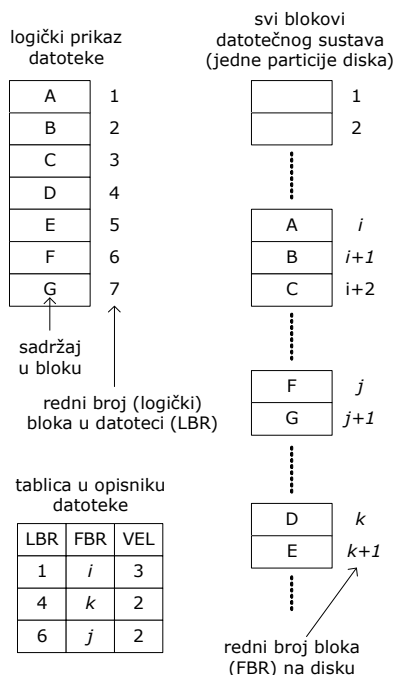 logički prikaz
datoteke
A 1
B 2
C 3
D 4
E 5
F 6
G 7
sadržaj
u bloku
redni broj (logički)
bloka u datoteci (LBR)
tablica u opisniku
datoteke
LBR FBR VEL
1 i 3
4 k 2
6 j 2
svi blokovi
datotečnog sustava
(jedne particije diska)
1
2
A i
B i+1
C i+2
F j
G j+1
D k
E k+1
redni broj bloka
(FBR) na disku